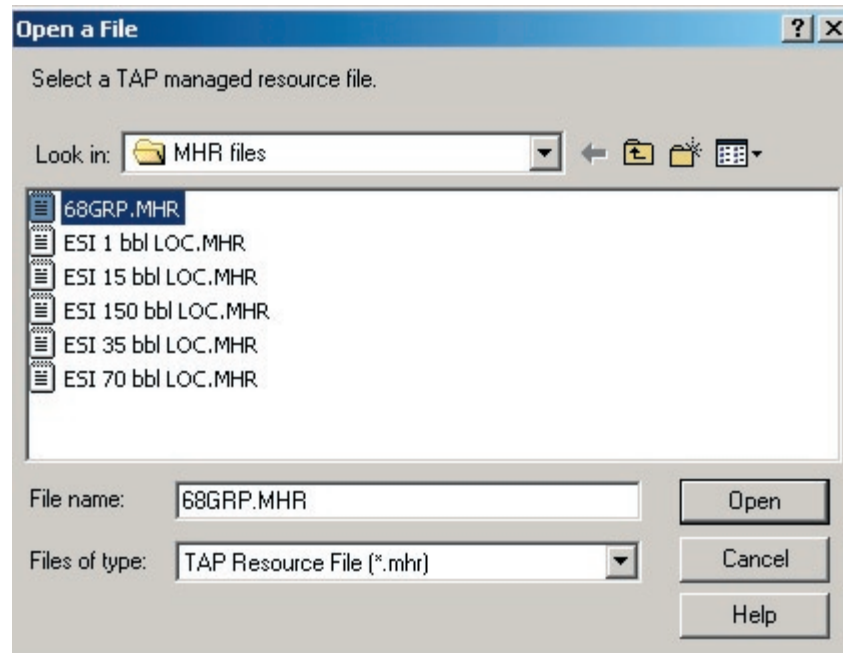 Open a File
Select a TAP managed resource file.
Look in: MHR files
68GRP.MHR
ESI 1 bbl LOC.MHR
ESI 15 bbl LOC.MHR
ESI 150 bbl LOC.MHR
ESI 35 bbl LOC.MHR
ESI 70 bbl LOC.MHR
File name: 68GRP.MHR Open
Files of type: TAP Resource File (*.mhr) Cancel
Help